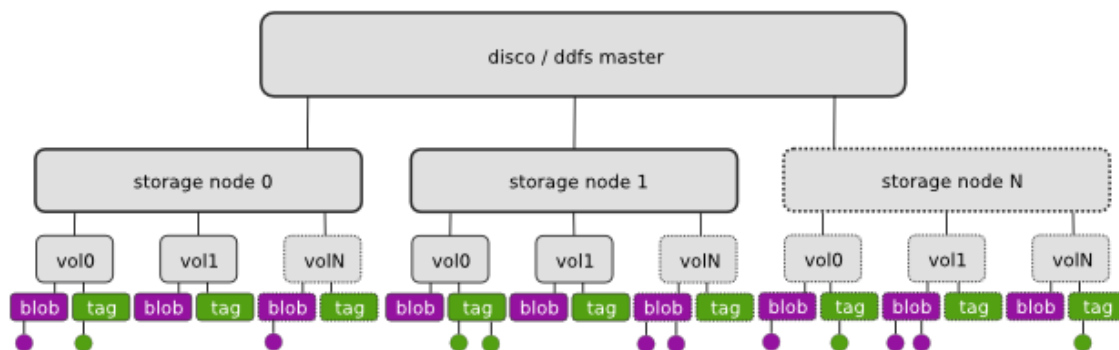 disco / ddfs master
storage node 0 storage node 1 storage node N
vol0 vol1 volN vol0 vol1 volN vol0 vol1 volN
blob tag blob tag blob tag blob tag blob tag blob tag blob tag blob tag blob tag